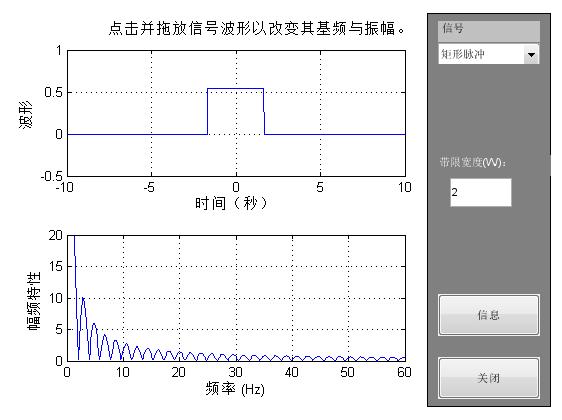 点击并拖放信号波形以改变其基频与振幅。
波形
1
0.5
0
-0.5
-10
-5
0
5
10
时间（秒）
幅频特性
20
15
10
5
0
0
10
20
30
40
50
60
频率 (Hz)
信号
矩形脉冲
带限宽度(W):
2
信息
关闭